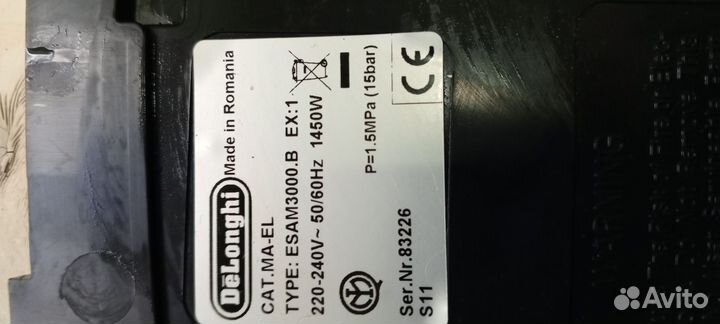 DeLonghi Made in Romania
CAT.MA-EL
TYPE: ESAM3000.B EX:1
220-240V~ 50/60Hz 1450W
P=1.5MPa (15bar)
Ser.Nr.83226
S11
CE
WARNING
Avito